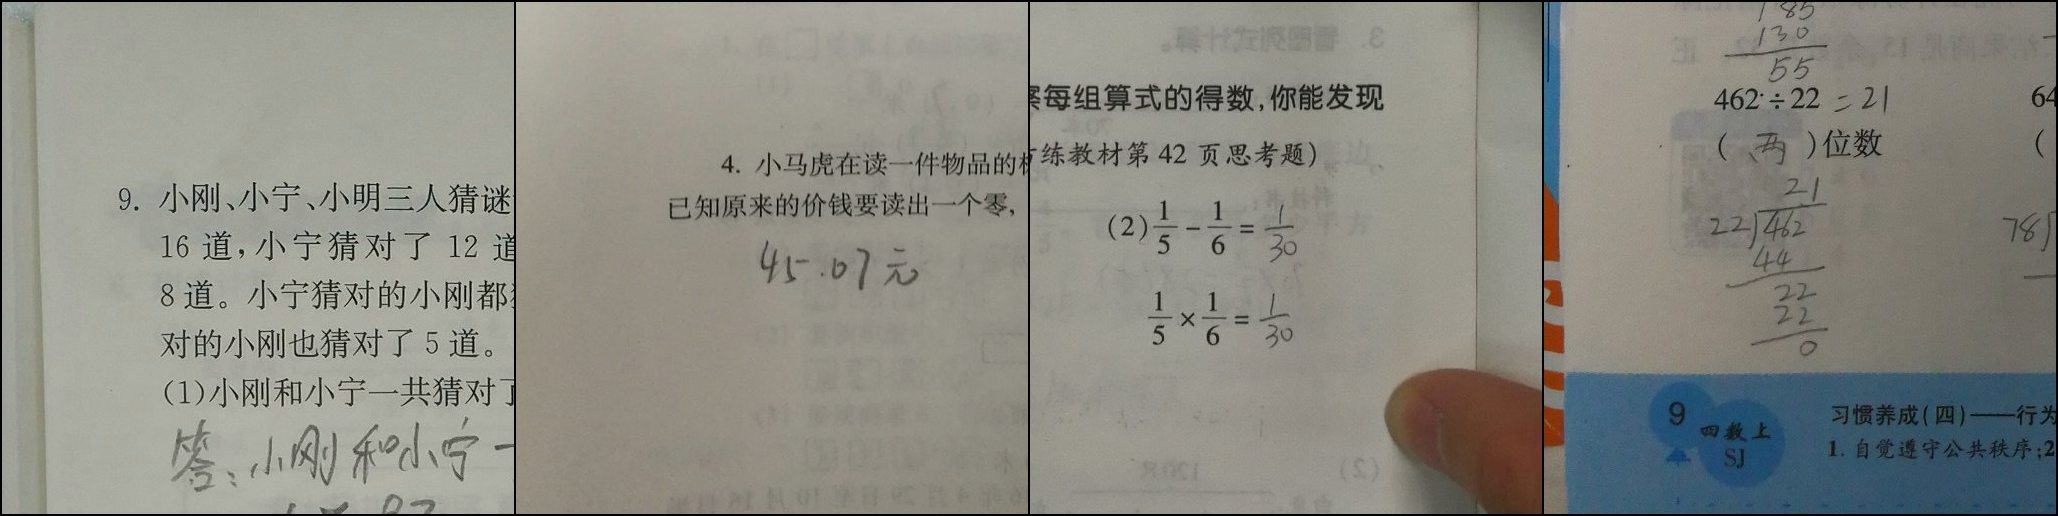 9. 小刚、小宁、小明三人猜谜
16 道,小宁猜对了 12 道
8 道。小宁猜对的小刚都
对的小刚也猜对了 5 道。
(1)小刚和小宁一共猜对了
答:小刚和小宁一
4. 小马虎在读一件物品的
已知原来的价钱要读出一个零,
45.07元
察每组算式的得数,你能发现
练教材第 42 页思考题)
(2) 1/5 - 1/6 = 1/30
1/5 × 1/6 = 1/30
185
130
55
462÷22 = 21
64
(两)位数
(
21
22)462
78)
44
22
22
0
9
四数上
SJ
习惯养成(四)——行为
1. 自觉遵守公共秩序;2